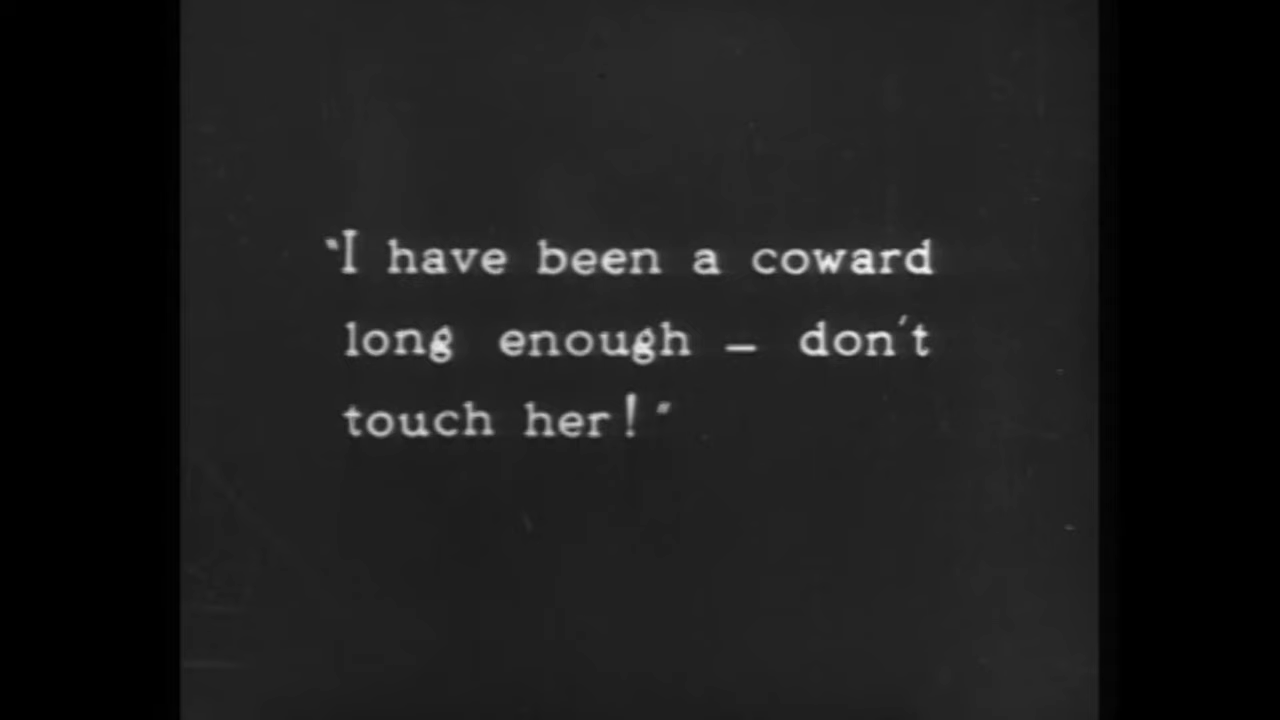 "I have been a coward
long enough – don't
touch her!"